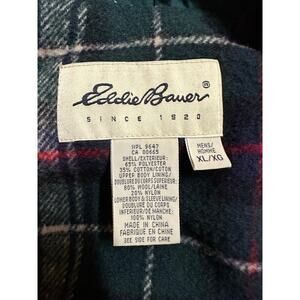 Eddie Bauer®
SINCE 1920
HPL 9647
CA 00665
SHELL/EXTERIEUR:
65% POLYESTER
35% COTTON/COTON
UPPER BODY LINING/
DOUBLURE DU CORPS SUPERIEUR:
80% WOOL/LAINE
20% NYLON
LOWER BODY & SLEEVE LINING/
DOUBLURE DU CORPS
INFERIEUR/DE MANCHE:
100% NYLON
MADE IN CHINA
FABRIQUE EN CHINE
SEE SIDE FOR CARE
MENS/
HOMME
XL/XG